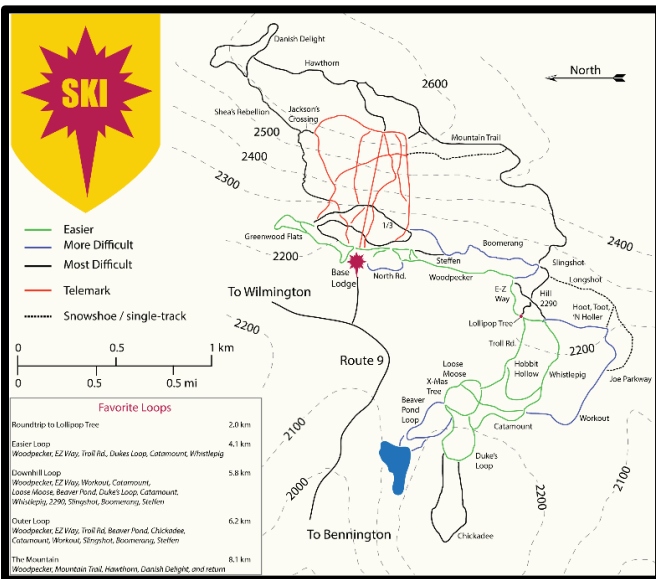 SKI
Danish Delight
Hawthorn
North
2600
Shea's Rebellion
Jackson's
Crossing
2500
Mountain Trail
2400
2300
Easier
More Difficult
Most Difficult
Telemark
Snowshoe / single-track
Greenwood Flats
1/3
2200
Boomerang
2400
Steffen
Base
Lodge
North Rd.
Woodpecker
Slingshot
Longshot
To Wilmington
E-Z
Way
Hill
2290
Hoot, Toot,
'N Holler
2200
Lollipop Tree
Troll Rd.
2200
0 0.5 1 km
0 0.5 0.5 mi
Route 9
Loose
Moose
X-Mas
Tree
Hobbit
Hollow
Whistlepig
Joe Parkway
Beaver
Pond
Loop
2100
Catamount
Workout
Duke's
Loop
2000
2200
2100
To Bennington
Chickadee
Favorite Loops
Roundtrip to Lollipop Tree 2.0 km
Easier Loop 4.1 km
Woodpecker, EZ Way, Troll Rd., Dukes Loop, Catamount, Whistlepig
Downhill Loop 5.8 km
Woodpecker, EZ Way, Workout, Catamount,
Loose Moose, Beaver Pond, Duke's Loop, Catamount,
Whistlepig, 2290, Slingshot, Boomerang, Steffen
Outer Loop 6.2 km
Woodpecker, EZ Way, Troll Rd, Beaver Pond, Chickadee,
Catamount, Workout, Slingshot, Boomerang, Steffen
The Mountain 8.1 km
Woodpecker, Mountain Trail, Hawthorn, Danish Delight, and return